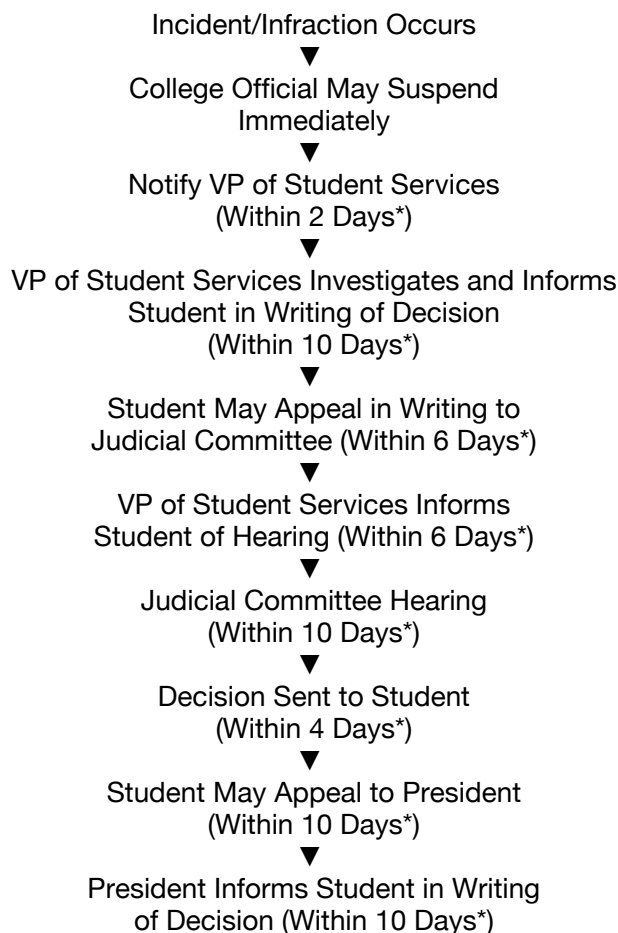 Incident/Infraction Occurs
▼
College Official May Suspend
Immediately
▼
Notify VP of Student Services
(Within 2 Days*)
▼
VP of Student Services Investigates and Informs
Student in Writing of Decision
(Within 10 Days*)
▼
Student May Appeal in Writing to
Judicial Committee (Within 6 Days*)
▼
VP of Student Services Informs
Student of Hearing (Within 6 Days*)
▼
Judicial Committee Hearing
(Within 10 Days*)
▼
Decision Sent to Student
(Within 4 Days*)
▼
Student May Appeal to President
(Within 10 Days*)
▼
President Informs Student in Writing
of Decision (Within 10 Days*)